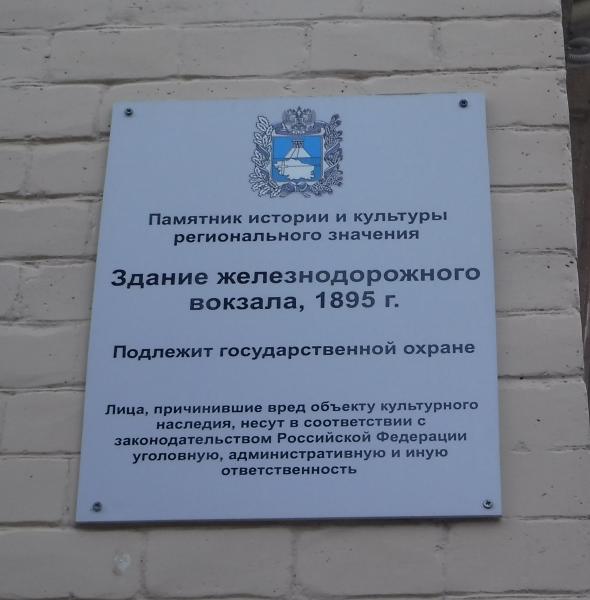 Памятник истории и культуры
регионального значения
Здание железнодорожного
вокзала, 1895 г.
Подлежит государственной охране
Лица, причинившие вред объекту культурного
наследия, несут в соответствии с
законодательством Российской Федерации
уголовную, административную и иную
ответственность